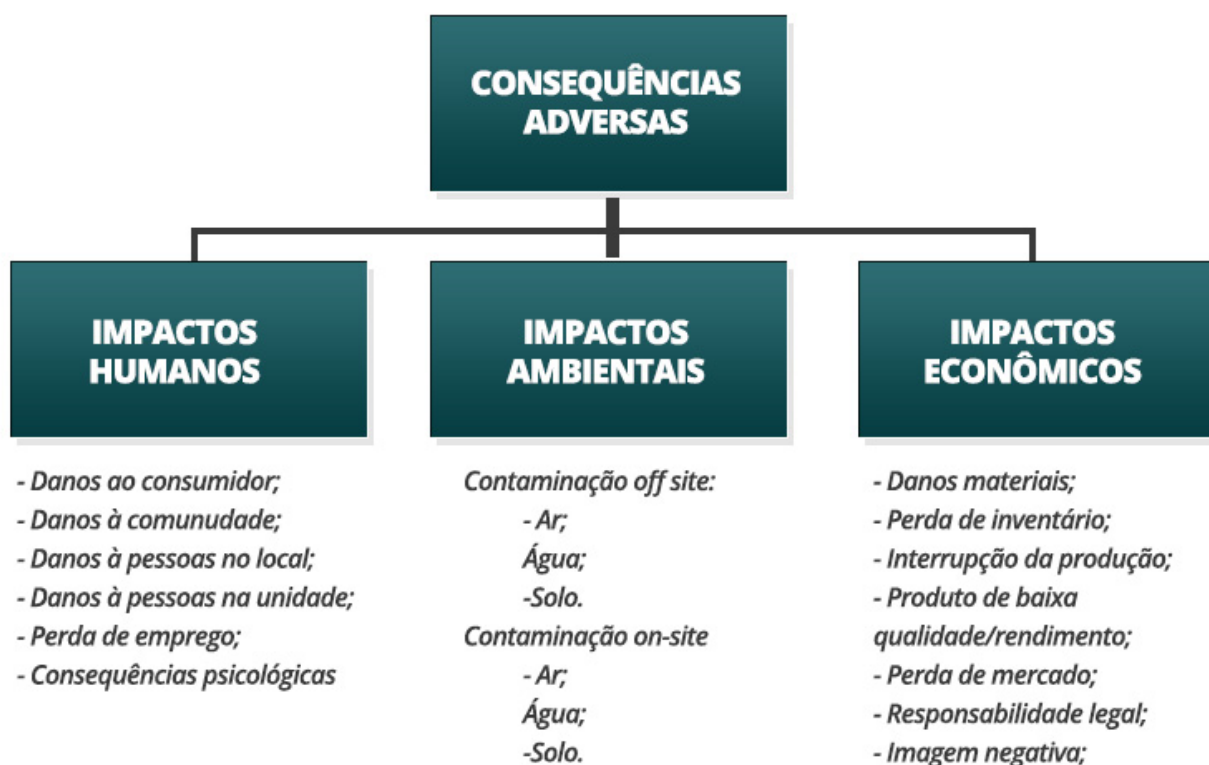 CONSEQUÊNCIAS
ADVERSAS
IMPACTOS
HUMANOS
- Danos ao consumidor;
- Danos à comunudade;
- Danos à pessoas no local;
- Danos à pessoas na unidade;
- Perda de emprego;
- Consequências psicológicas
IMPACTOS
AMBIENTAIS
Contaminação off site:
- Ar;
Água;
-Solo.
Contaminação on-site
- Ar;
Água;
-Solo.
IMPACTOS
ECONÔMICOS
- Danos materiais;
- Perda de inventário;
- Interrupção da produção;
- Produto de baixa
qualidade/rendimento;
- Perda de mercado;
- Responsabilidade legal;
- Imagem negativa;